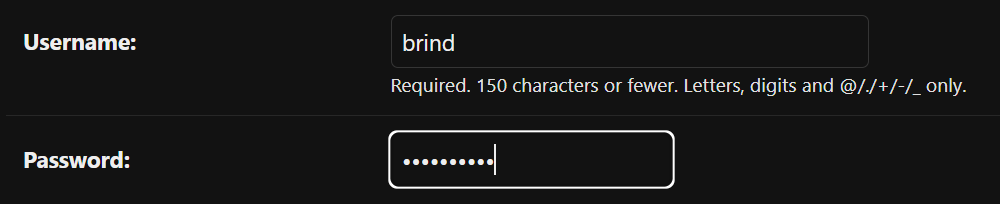 Username:
brind
Required. 150 characters or fewer. Letters, digits and @/./+/-/_ only.
Password:
••••••••••